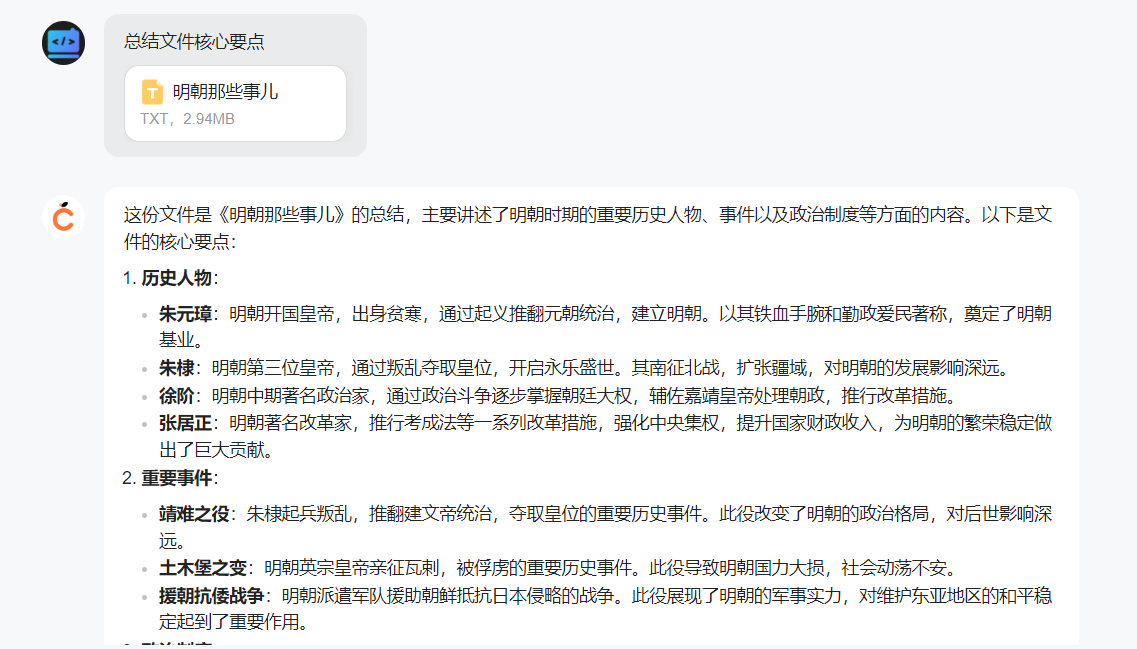 </>
总结文件核心要点
T
明朝那些事儿
TXT，2.94MB
这份文件是《明朝那些事儿》的总结，主要讲述了明朝时期的重要历史人物、事件以及政治制度等方面的内容。以下是文
件的核心要点：
1. 历史人物：
朱元璋：明朝开国皇帝，出身贫寒，通过起义推翻元朝统治，建立明朝。以其铁血手腕和勤政爱民著称，奠定了明朝
基业。
朱棣：明朝第三位皇帝，通过叛乱夺取皇位，开启永乐盛世。其南征北战，扩张疆域，对明朝的发展影响深远。
徐阶：明朝中期著名政治家，通过政治斗争逐步掌握朝廷大权，辅佐嘉靖皇帝处理朝政，推行改革措施。
张居正：明朝著名改革家，推行考成法等一系列改革措施，强化中央集权，提升国家财政收入，为明朝的繁荣稳定做
出了巨大贡献。
2. 重要事件：
靖难之役：朱棣起兵叛乱，推翻建文帝统治，夺取皇位的重要历史事件。此役改变了明朝的政治格局，对后世影响深
远。
土木堡之变：明朝英宗皇帝亲征瓦剌，被俘虏的重要历史事件。此役导致明朝国力大损，社会动荡不安。
援朝抗倭战争：明朝派遣军队援助朝鲜抵抗日本侵略的战争。此役展现了明朝的军事实力，对维护东亚地区的和平稳
定起到了重要作用。